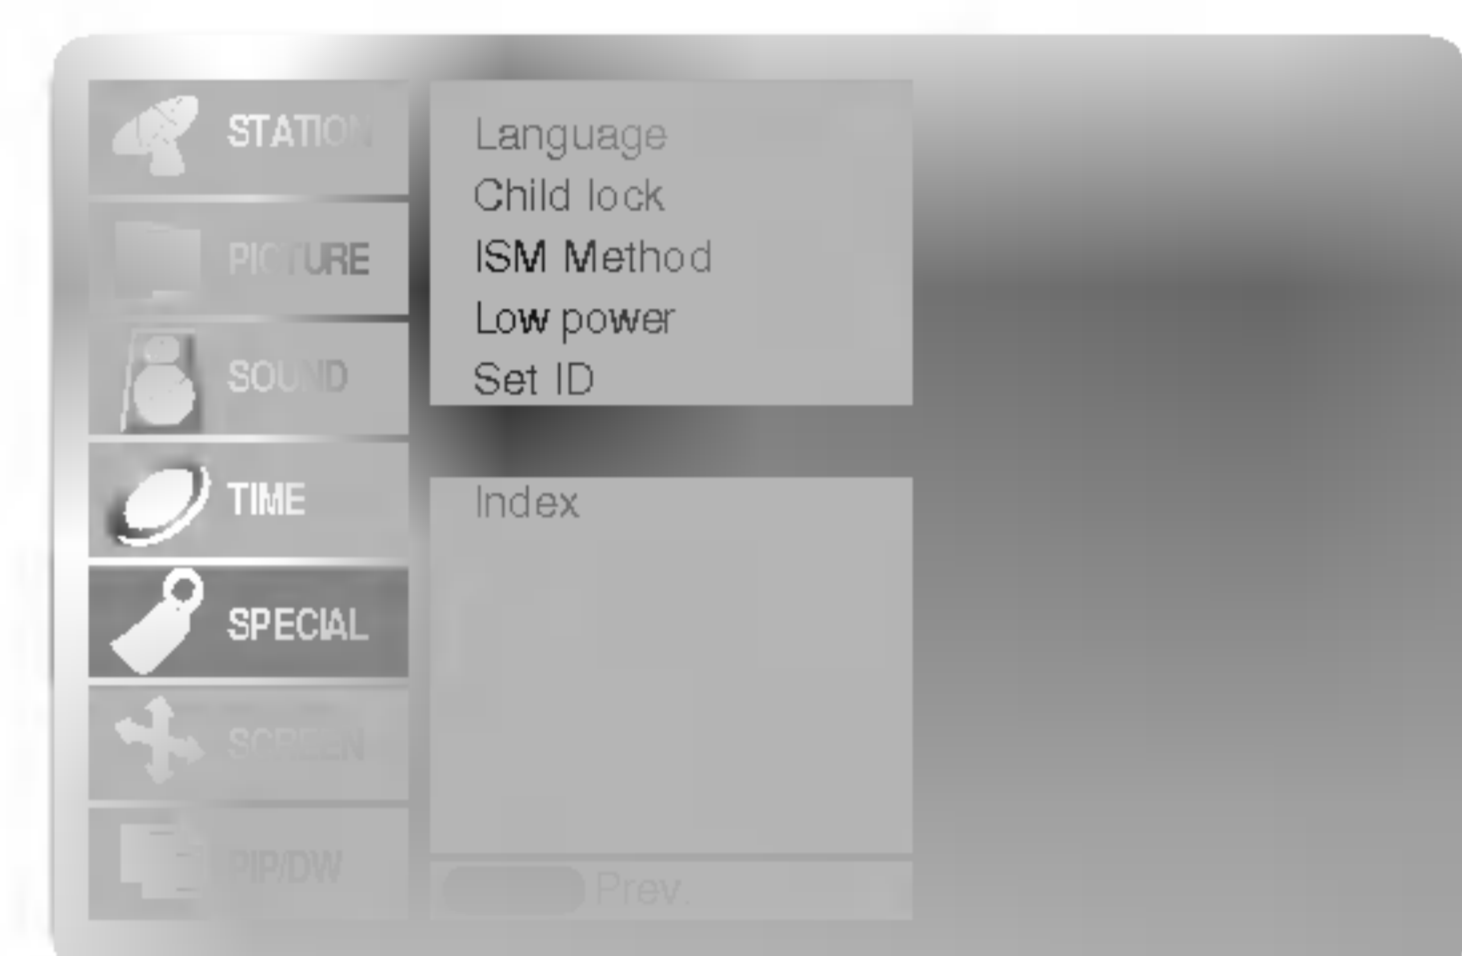 STATION
PICTURE
SOUND
TIME
SPECIAL
SCREEN
PIP/DW
Language
Child lock
ISM Method
Low power
Set ID
Index
Prev.